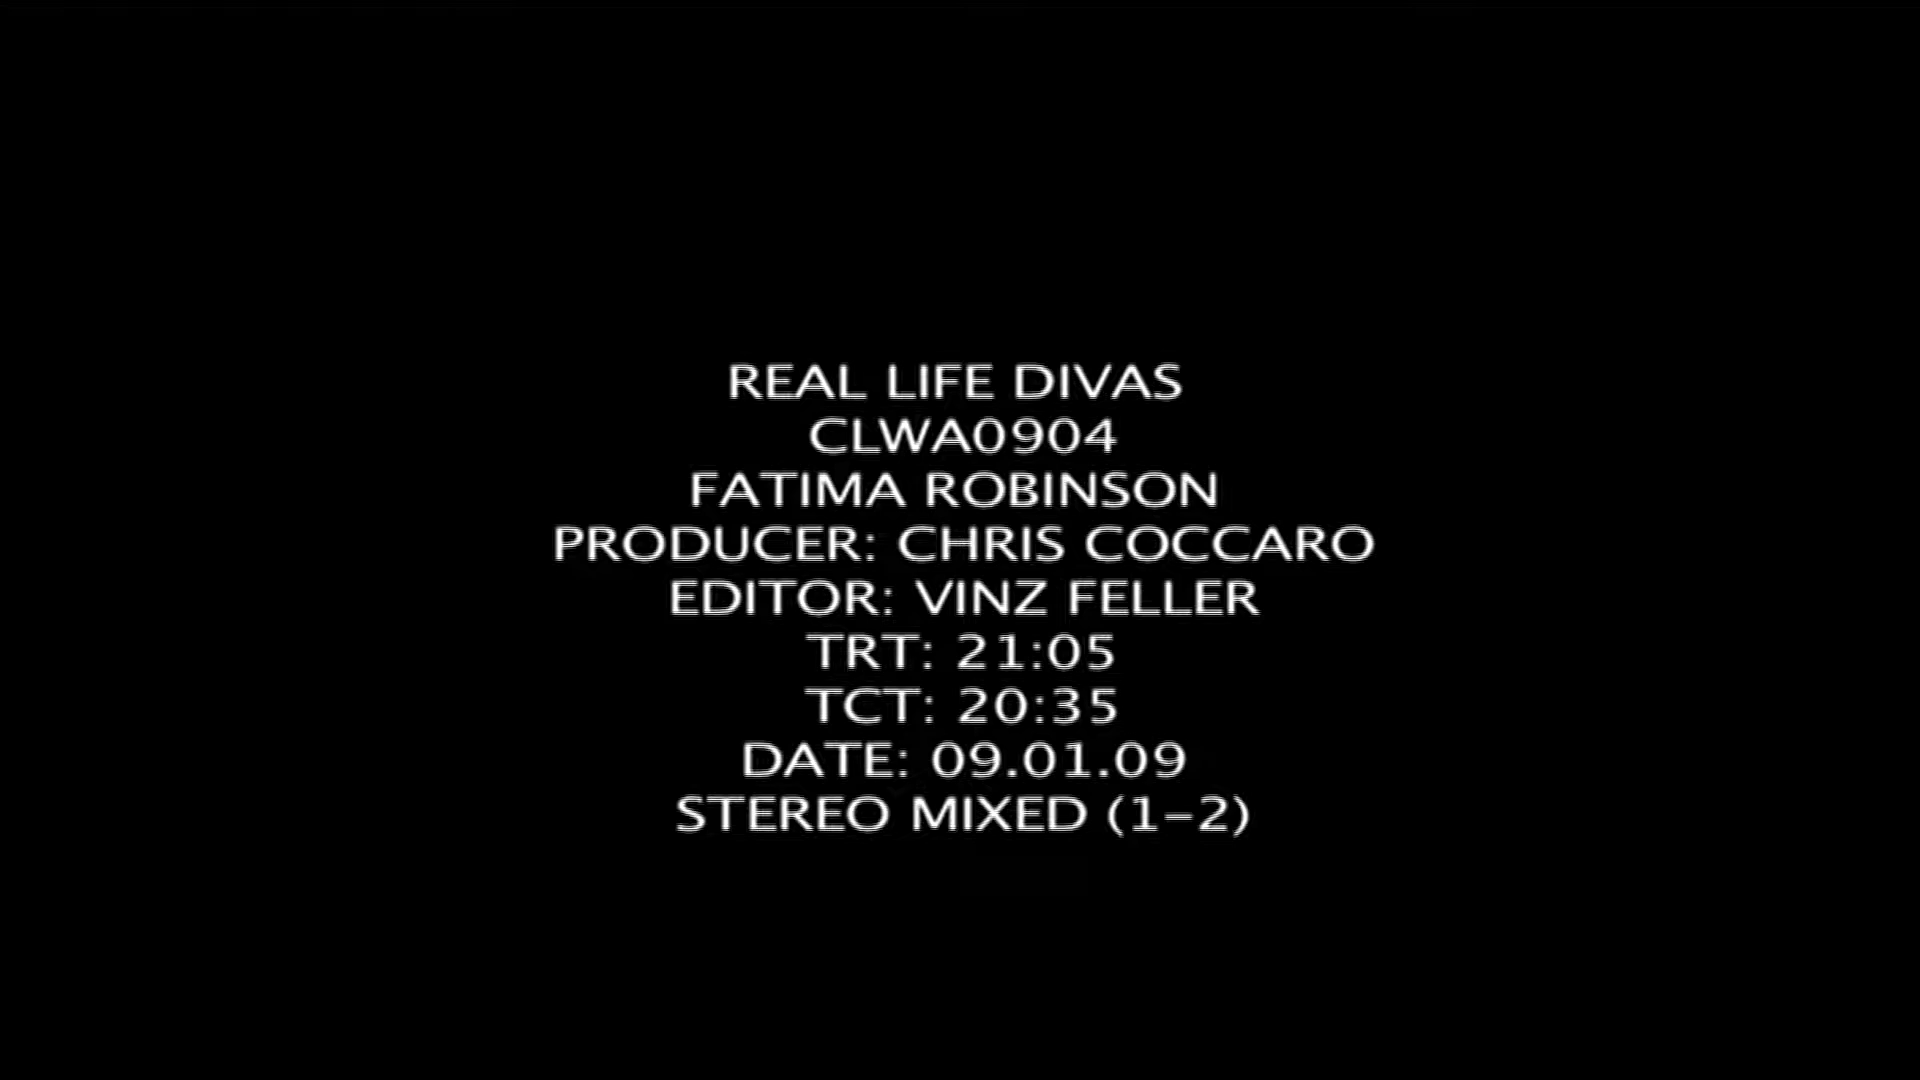 REAL LIFE DIVAS
CLWA0904
FATIMA ROBINSON
PRODUCER: CHRIS COCCARO
EDITOR: VINZ FELLER
TRT: 21:05
TCT: 20:35
DATE: 09.01.09
STEREO MIXED (1-2)